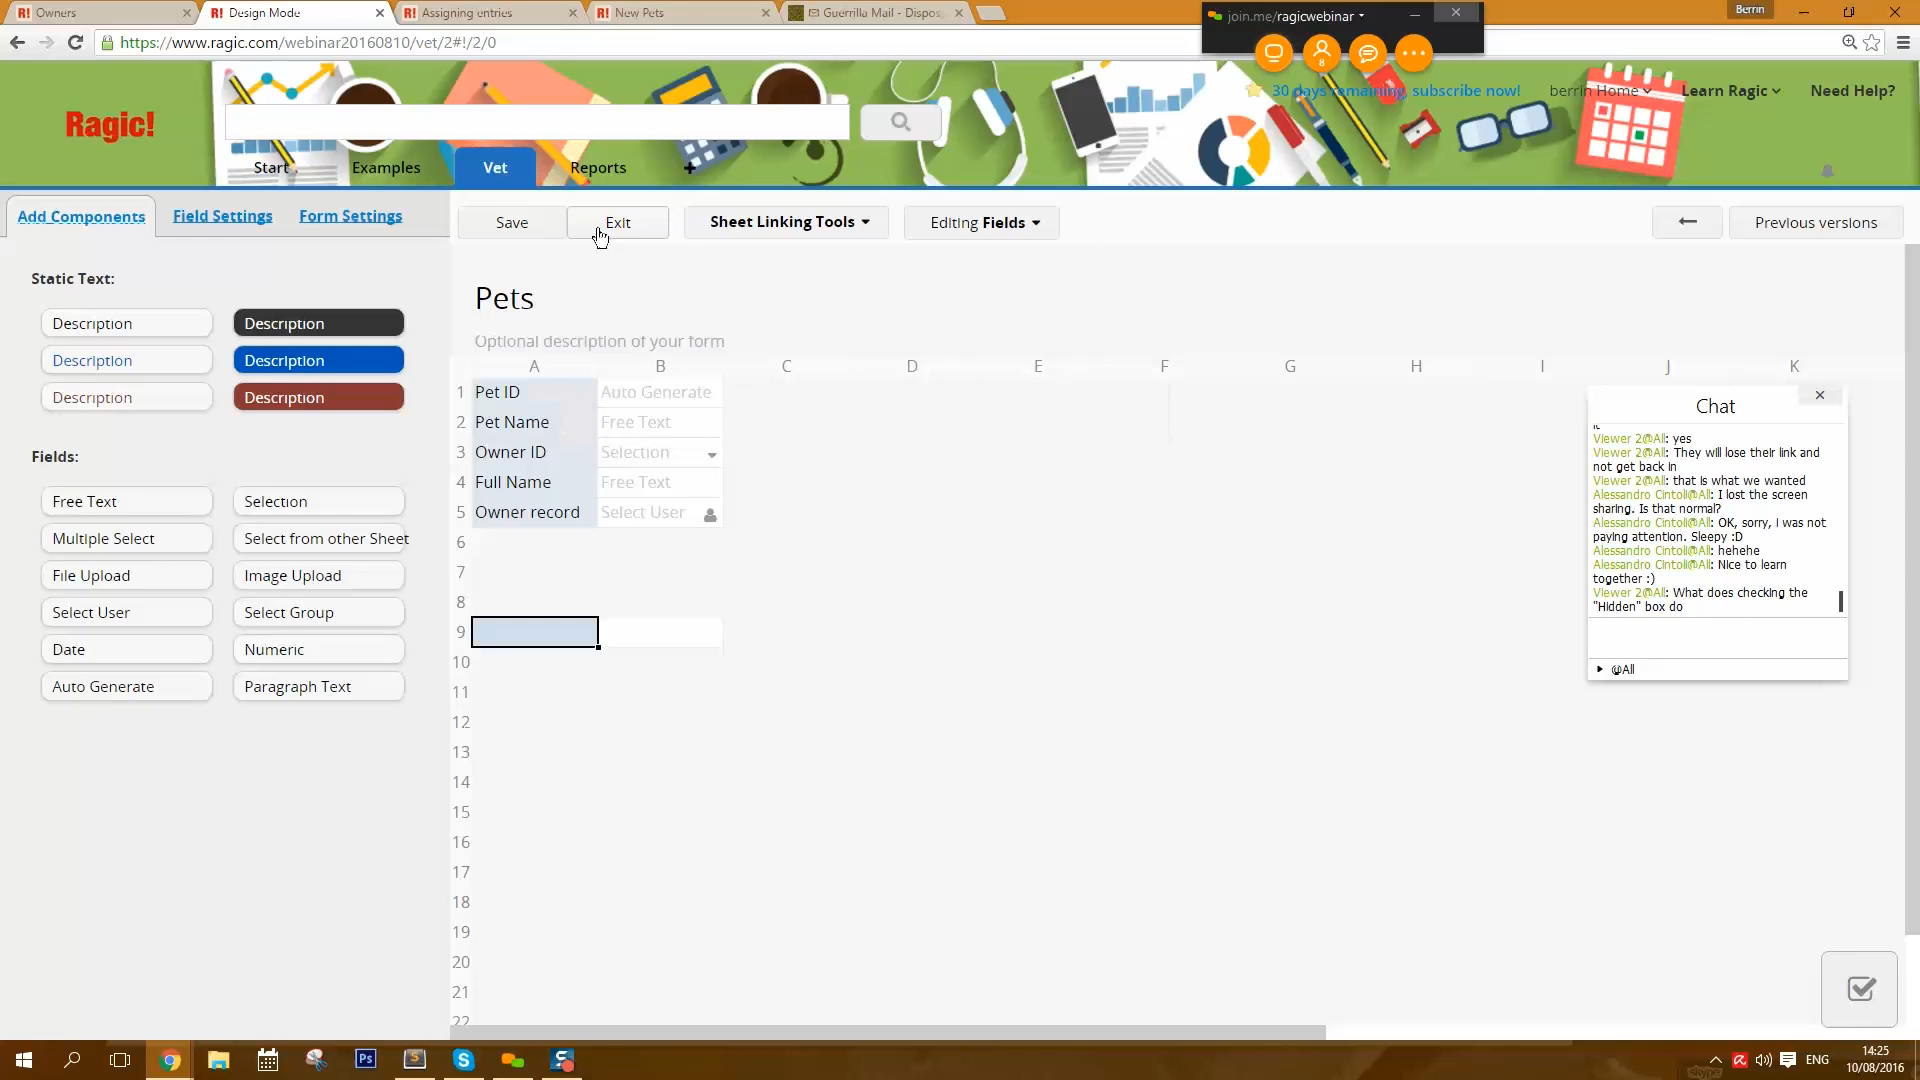 R! Owners
R! Design Mode
R! Assigning entries
R! New Pets
Guerrilla Mail - Dispos
join.me/ragicwebinar
Berrin
https://www.ragic.com/webinar20160810/vet/2#!/2/0
8
Ragic!
30 days remaining, subscribe now!
berrin Home
Learn Ragic
Need Help?
Start
Examples
Vet
Reports
Add Components
Field Settings
Form Settings
Save
Exit
Sheet Linking Tools
Editing Fields
Previous versions
Static Text:
Description
Description
Description
Description
Description
Description
Fields:
Free Text
Selection
Multiple Select
Select from other Sheet
File Upload
Image Upload
Select User
Select Group
Date
Numeric
Auto Generate
Paragraph Text
Pets
Optional description of your form
A B C D E F G H I J K
1 Pet ID Auto Generate
2 Pet Name Free Text
3 Owner ID Selection
4 Full Name Free Text
5 Owner record Select User
6
7
8
9
10
11
12
13
14
15
16
17
18
19
20
21
22
Chat
Viewer 2@All: yes
Viewer 2@All: They will lose their link and
not get back in
Viewer 2@All: that is what we wanted
Alessandro Cintoli@All: I lost the screen
sharing. Is that normal?
Alessandro Cintoli@All: OK, sorry, I was not
paying attention. Sleepy :D
Alessandro Cintoli@All: hehehe
Alessandro Cintoli@All: Nice to learn
together :)
Viewer 2@All: What does checking the
"Hidden" box do
@All
Ps
S
ENG
14:25
10/08/2016